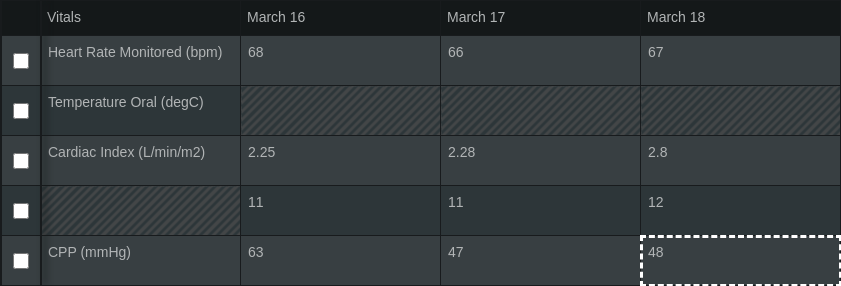 Vitals March 16 March 17 March 18
Heart Rate Monitored (bpm) 68 66 67
Temperature Oral (degC)
Cardiac Index (L/min/m2) 2.25 2.28 2.8
11 11 12
CPP (mmHg) 63 47 48